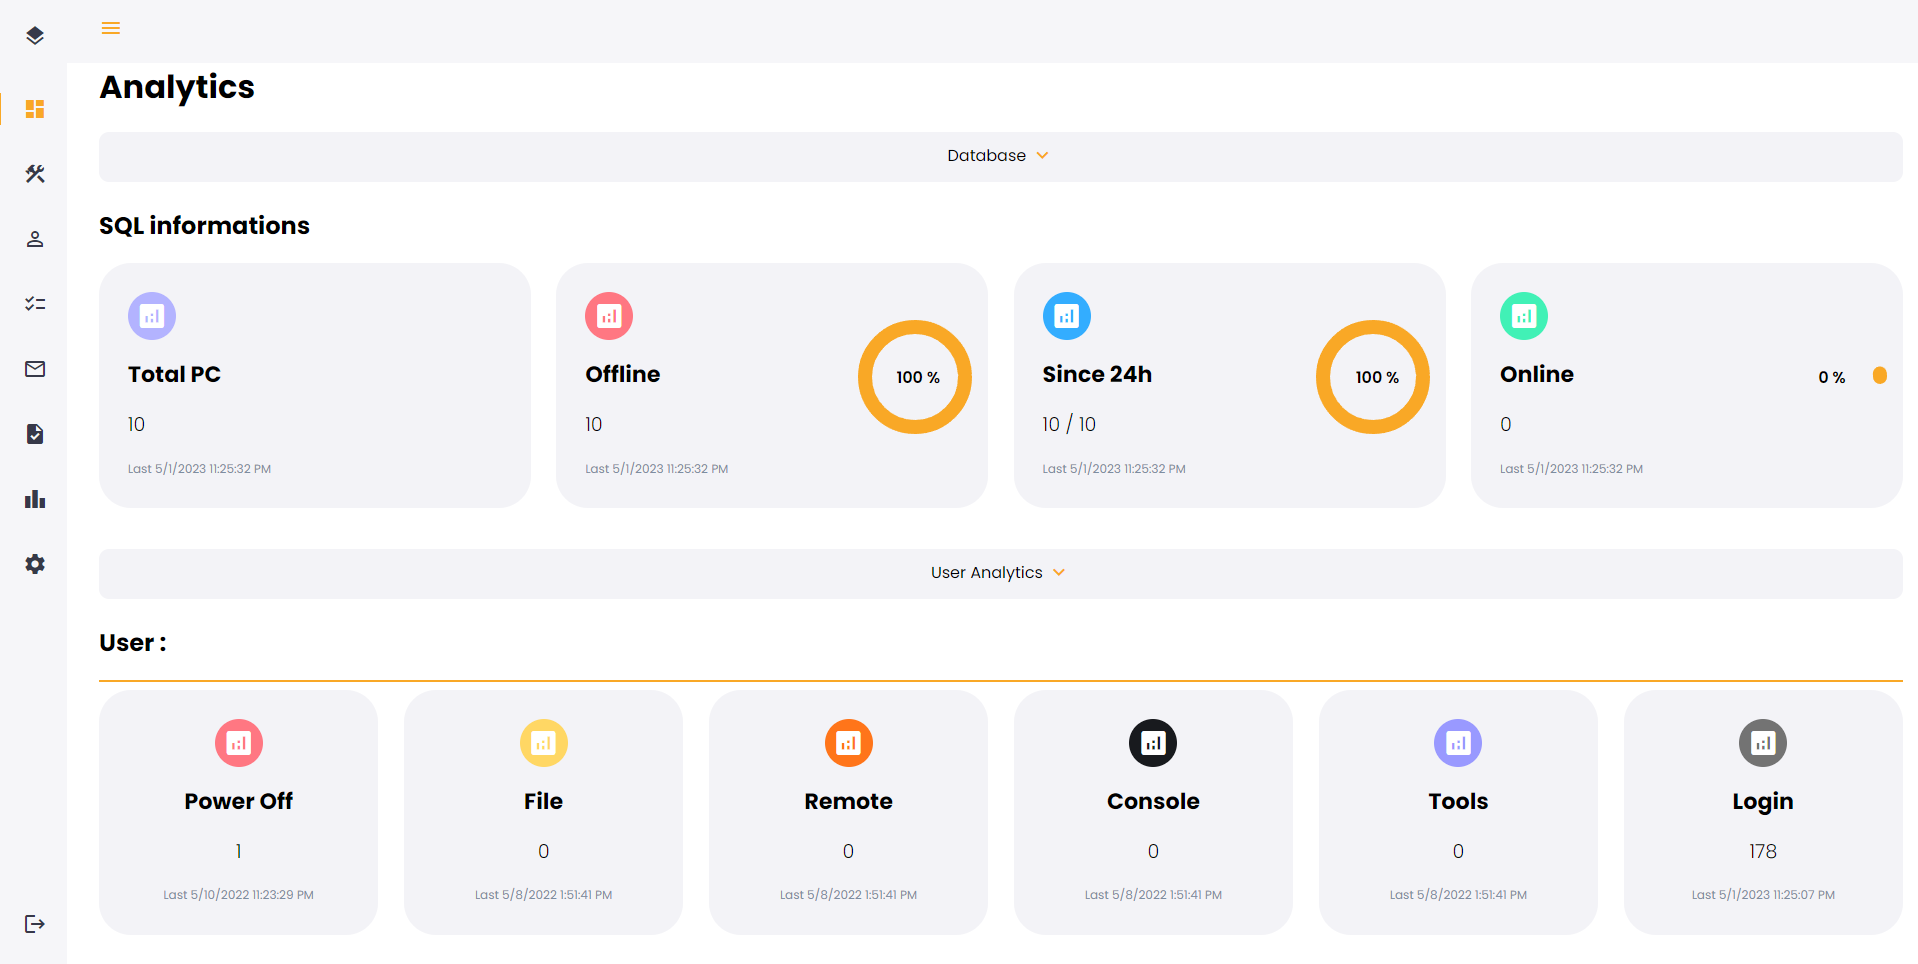 Analytics
Database
SQL informations
Total PC
10
Last 5/1/2023 11:25:32 PM
Offline
10
Last 5/1/2023 11:25:32 PM
100 %
Since 24h
10 / 10
Last 5/1/2023 11:25:32 PM
100 %
Online
0
Last 5/1/2023 11:25:32 PM
0 %
User Analytics
User :
Power Off
1
Last 5/10/2022 11:23:29 PM
File
0
Last 5/8/2022 1:51:41 PM
Remote
0
Last 5/8/2022 1:51:41 PM
Console
0
Last 5/8/2022 1:51:41 PM
Tools
0
Last 5/8/2022 1:51:41 PM
Login
178
Last 5/1/2023 11:25:07 PM